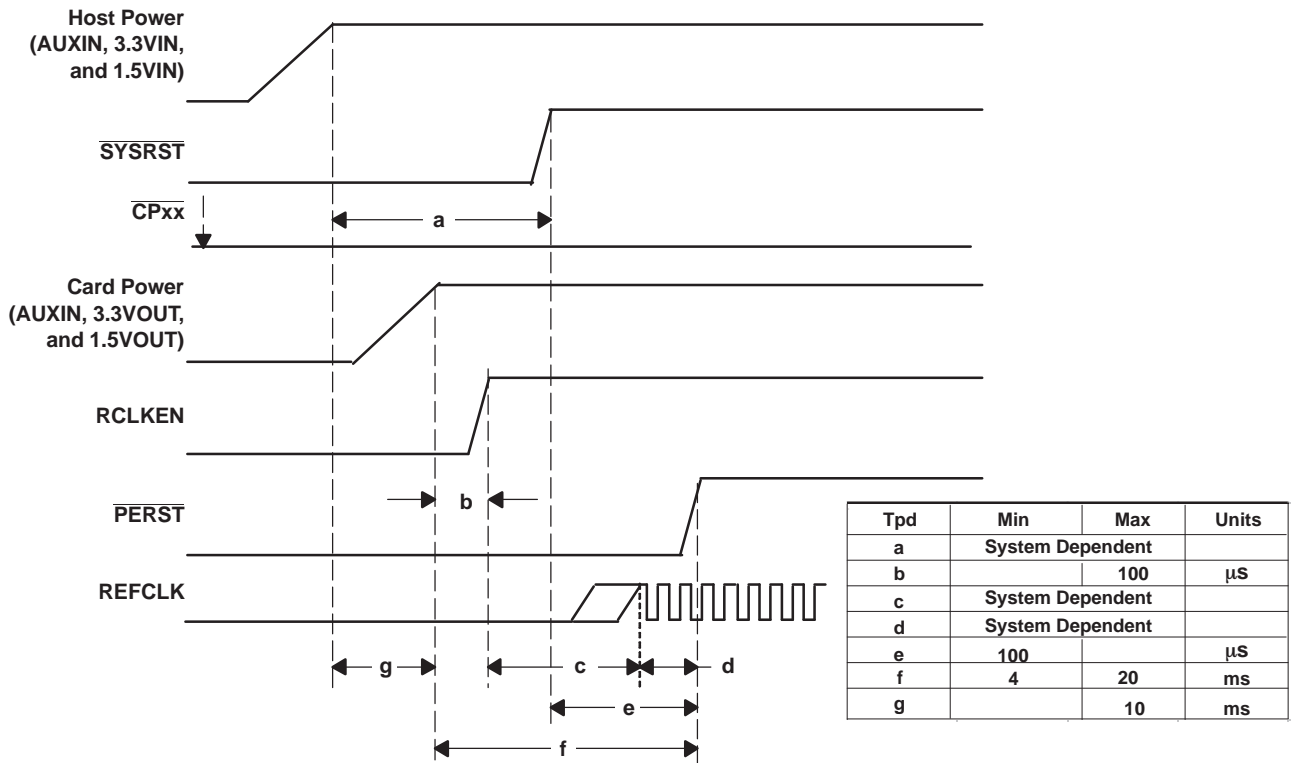 Host Power
(AUXIN, 3.3VIN,
and 1.5VIN)
SYSRST
CPxx
a
Card Power
(AUXIN, 3.3VOUT,
and 1.5VOUT)
RCLKEN
b
PERST
REFCLK
g
c
d
e
f
Tpd Min Max Units
a System Dependent
b 100 μs
c System Dependent
d System Dependent
e 100 μs
f 4 20 ms
g 10 ms